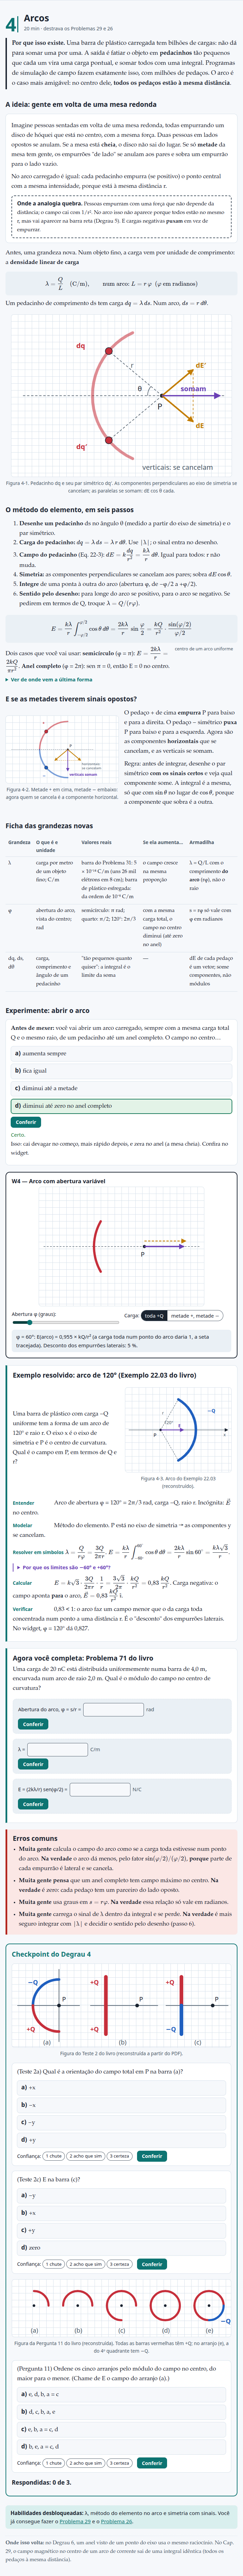 4 Arcos
20 min · destrava os Problemas 29 e 26
Por que isso existe. Uma barra de plástico carregada tem bilhões de cargas: não dá para somar uma por uma. A saída é fatiar o objeto em pedacinhos tão pequenos que cada um vira uma carga pontual, e somar todos com uma integral. Programas de simulação de campo fazem exatamente isso, com milhões de pedaços. O arco é o caso mais amigável: no centro dele, todos os pedaços estão à mesma distância.
A ideia: gente em volta de uma mesa redonda
Imagine pessoas sentadas em volta de uma mesa redonda, todas empurrando um disco de hóquei que está no centro, com a mesma força. Duas pessoas em lados opostos se anulam. Se a mesa está cheia, o disco não sai do lugar. Se só metade da mesa tem gente, os empurrões "de lado" se anulam aos pares e sobra um empurrão para o lado vazio.
No arco carregado é igual: cada pedacinho empurra (se positivo) o ponto central com a mesma intensidade, porque está à mesma distância r.
Onde a analogia quebra. Pessoas empurram com força que não depende da distância; o campo cai com 1/r². No arco isso não aparece porque todos estão no mesmo r, mas vai aparecer na barra reta (Degrau 5). E cargas negativas puxam em vez de empurrar.
Antes, uma grandeza nova. Num objeto fino, a carga vem por unidade de comprimento: a densidade linear de carga
λ = Q/L (C/m), num arco: L = r φ (φ em radianos)
Um pedacinho de comprimento ds tem carga dq = λ ds. Num arco, ds = r dθ.
dq
r
dE'
θ
somam
P
dE
dq'
verticais: se cancelam
Figura 4-1. Pedacinho dq e seu par simétrico dq'. As componentes perpendiculares ao eixo de simetria se cancelam, as paralelas se somam: dE cos θ cada.
O método do elemento, em seis passos
1. Desenhe um pedacinho ds no ângulo θ (medido a partir do eixo de simetria) e o par simétrico.
2. Carga do pedacinho: dq = λ ds = λ r dθ. Use |λ|; o sinal entra no desenho.
3. Campo do pedacinho (Eq. 22-3): dE = k dq/r² = kλ/r dθ. Igual para todos: r não muda.
4. Simetria: as componentes perpendiculares se cancelam aos pares; sobra dE cos θ.
5. Integre de uma ponta à outra do arco (abertura φ, de −φ/2 a +φ/2).
6. Sentido pelo desenho: para longe do arco se positivo, para o arco se negativo. Se pedirem em termos de Q, troque λ = Q/(rφ).
E = kλ/r ∫ cos θ dθ = 2kλ/r sin φ/2 = kQ/r² · sin(φ/2)/φ/2
Dois casos que você vai usar: semicírculo (φ = π): E = 2kλ/r = 2kQ/πr². Anel completo (φ = 2π): sen π = 0, então E = 0 no centro.
centro de um arco uniforme
▸ Ver de onde vem a última forma
E se as metades tiverem sinais opostos?
P
Figura 4-2. Metade + em cima, metade − embaixo: agora quem se cancela é a componente horizontal.
O pedaço + de cima empurra P para baixo e para a direita. O pedaço − simétrico puxa P para baixo e para a esquerda. Agora são as componentes horizontais que se cancelam, e as verticais se somam.
Regra: antes de integrar, desenhe o par simétrico com os sinais certos e veja qual componente sobra. A integral é a mesma, só que com sin θ no lugar de cos θ, porque a componente que sobra é a outra.
Ficha das grandezas novas
Grandeza O que é e unidade Valores reais Se ela aumenta... Armadilha
λ carga por metro de um objeto fino; C/m barra do Problema 31: 5 × 10⁻¹⁴ C/m (uns 26 mil elétrons em 8 cm); barra de plástico esfregada: da ordem de 10⁻⁸ C/m o campo cresce na mesma proporção λ = Q/L com L do comprimento do arco (rφ), não o raio
φ abertura do arco, vista do centro; rad semicírculo: π rad; quarto: π/2; 120°: 2π/3 com a mesma carga total, o campo no centro diminui (até zero no anel) s = rφ só vale com φ em radianos
dq, ds, dθ carga, comprimento e ângulo de um pedacinho "tão pequenos quanto quiser": a integral é o limite da soma — dE de cada pedaço é um vetor; some componentes, não módulos
Experimente: abrir o arco
Antes de mexer: você vai abrir um arco carregado, sempre com a mesma carga total Q e o mesmo raio, de um pedacinho até um anel completo. O campo no centro…
a) aumenta sempre
b) fica igual
c) diminui até a metade
d) diminui até zero no anel completo
Conferir
Certo.
Isso: cai devagar no começo, mais rápido depois, e zera no anel (a mesa cheia). Confira no widget.
W4 — Arco com abertura variável
P
E
Abertura φ (graus):
Carga: toda +Q metade +, metade −
φ = 60°: E(arco) = 0,955 × kQ/r² (a carga toda num ponto do arco daria 1, a seta tracejada). Desconto dos empurrões laterais: 5 %.
Exemplo resolvido: arco de 120° (Exemplo 22.03 do livro)
Uma barra de plástico com carga −Q uniforme tem a forma de um arco de 120° e raio r. O eixo x é o eixo de simetria e P é o centro de curvatura. Qual é o campo em P, em termos de Q e r?
−Q
r
120°
P
E
x
Figura 4-3. Arco do Exemplo 22.03 (reconstruída).
Entender Arco de abertura φ = 120° = 2π/3 rad, carga −Q, raio r. Incógnita: E no centro.
Modelar Método do elemento. P está no eixo de simetria → as componentes y se cancelam.
Resolver em símbolos λ = Q/rφ = 3Q/2πr. E = kλ/r ∫ cos θ dθ = 2kλ/r sin 60° = kλ√3/r.
▸ Por que os limites são −60° e +60°?
Calcular E = k√3 · 3Q/2πr · 1/r = 3√3/2π · kQ/r² = 0,83 kQ/r². Carga negativa: o campo aponta para o arco, E = 0,83 kQ/r² i.
Verificar 0,83 < 1: o arco faz um campo menor que o da carga toda concentrada num ponto à distância r. É o "desconto" dos empurrões laterais. No widget, φ = 120° dá 0,827.
Agora você completa: Problema 71 do livro
Uma carga de 20 nC está distribuída uniformemente numa barra de 4,0 m, encurvada num arco de raio 2,0 m. Qual é o módulo do campo no centro de curvatura?
Abertura do arco, φ = s/r = rad
Conferir
λ = C/m
Conferir
E = (2kλ/r) sen(φ/2) = N/C
Conferir
Erros comuns
• Muita gente calcula o campo do arco como se a carga toda estivesse num ponto do arco. Na verdade o arco dá menos, pelo fator sin(φ/2)/(φ/2), porque parte de cada empurrão é lateral e se cancela.
• Muita gente pensa que um anel completo tem campo máximo no centro. Na verdade é zero: cada pedaço tem um parceiro do lado oposto.
• Muita gente usa graus em s = rφ. Na verdade essa relação só vale em radianos.
• Muita gente carrega o sinal de λ dentro da integral e se perde. Na verdade é mais seguro integrar com |λ| e decidir o sentido pelo desenho (passo 6).
Checkpoint do Degrau 4
−Q
+Q
P
(a)
+Q
+Q
P
(b)
+Q
−Q
P
(c)
Figura do Teste 2 do livro (reconstruída a partir do PDF).
(Teste 2a) Qual é a orientação do campo total em P na barra (a)?
a) +x
b) −x
c) −y
d) +y
Confiança: 1 chute 2 acho que sim 3 certeza Conferir
(Teste 2c) E na barra (c)?
a) −y
b) +x
c) +y
d) zero
Confiança: 1 chute 2 acho que sim 3 certeza Conferir
(a)
(b)
(c)
(d)
(e)
−Q
Figura da Pergunta 11 do livro (reconstruída). Todas as barras vermelhas têm +Q; no arranjo (e), a do 4º quadrante tem −Q.
(Pergunta 11) Ordene os cinco arranjos pelo módulo do campo no centro, do maior para o menor. (Chame de E o campo do arranjo (a).)
a) e, d, b, a = c
b) d, c, b, a, e
c) e, b, a = c, d
d) b, e, a = c, d
Confiança: 1 chute 2 acho que sim 3 certeza Conferir
Respondidas: 0 de 3.
Habilidades desbloqueadas: λ, método do elemento no arco e simetria com sinais. Você já consegue fazer o Problema 29 e o Problema 26.
Onde isso volta: no Degrau 8, um anel visto de um ponto do eixo usa o mesmo raciocínio. No Cap. 29, o campo magnético no centro de um arco de corrente sai de uma integral idêntica (todos os pedaços à mesma distância).